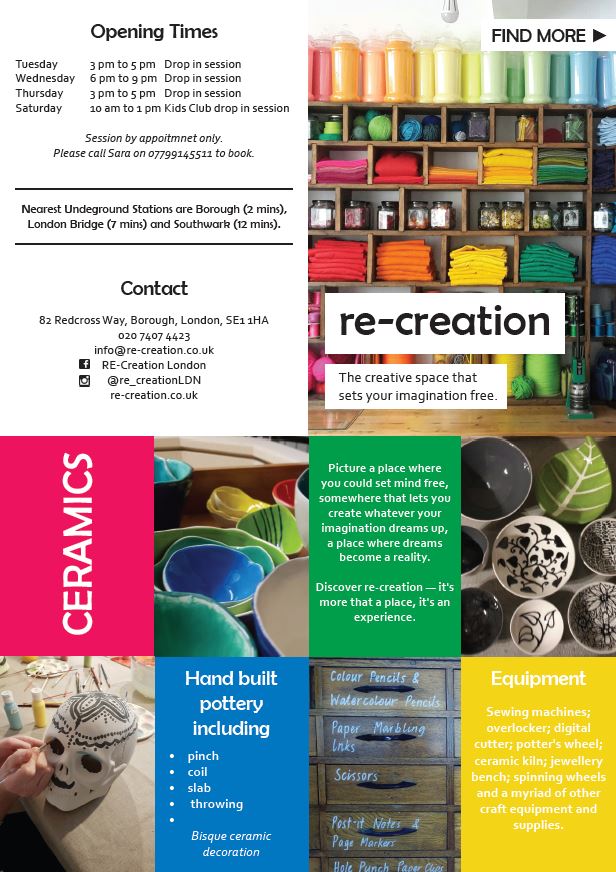 Opening Times
Tuesday 3 pm to 5 pm Drop in session
Wednesday 6 pm to 9 pm Drop in session
Thursday 3 pm to 5 pm Drop in session
Saturday 10 am to 1 pm Kids Club drop in session
Session by appoitmnet only.
Please call Sara on 07799145511 to book.
Nearest Undeground Stations are Borough (2 mins),
London Bridge (7 mins) and Southwark (12 mins).
Contact
82 Redcross Way, Borough, London, SE1 1HA
020 7407 4423
info@re-creation.co.uk
RE-Creation London
@re_creationLDN
re-creation.co.uk
FIND MORE ►
re-creation
The creative space that
sets your imagination free.
CERAMICS
Picture a place where
you could set mind free,
somewhere that lets you
create whatever your
imagination dreams up,
a place where dreams
become a reality.
Discover re-creation — it's
more that a place, it's an
experience.
Hand built
pottery
including
• pinch
• coil
• slab
• throwing
•
Bisque ceramic
decoration
Colour Pencils &
Watercolour Pencils
Paper Marbling
Inks
Scissors
Post-it Notes &
Page Markers
Hole Punch Paper Clips
Equipment
Sewing machines;
overlocker; digital
cutter; potter's wheel;
ceramic kiln; jewellery
bench; spinning wheels
and a myriad of other
craft equipment and
supplies.